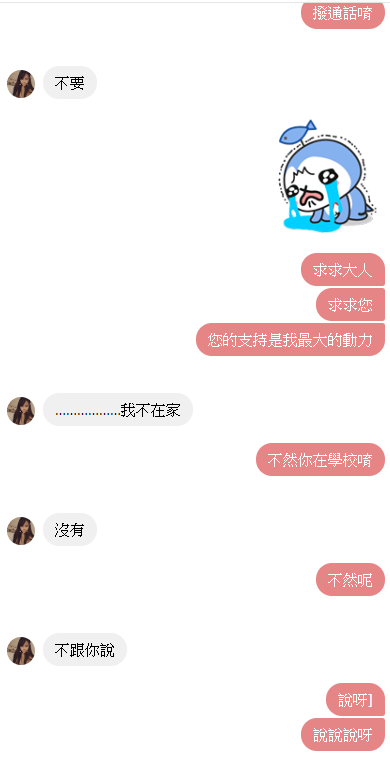 撥通話唷
不要
求求大人
求求您
您的支持是我最大的動力
..................我不在家
不然你在學校唷
沒有
不然呢
不跟你說
說呀]
說說說呀